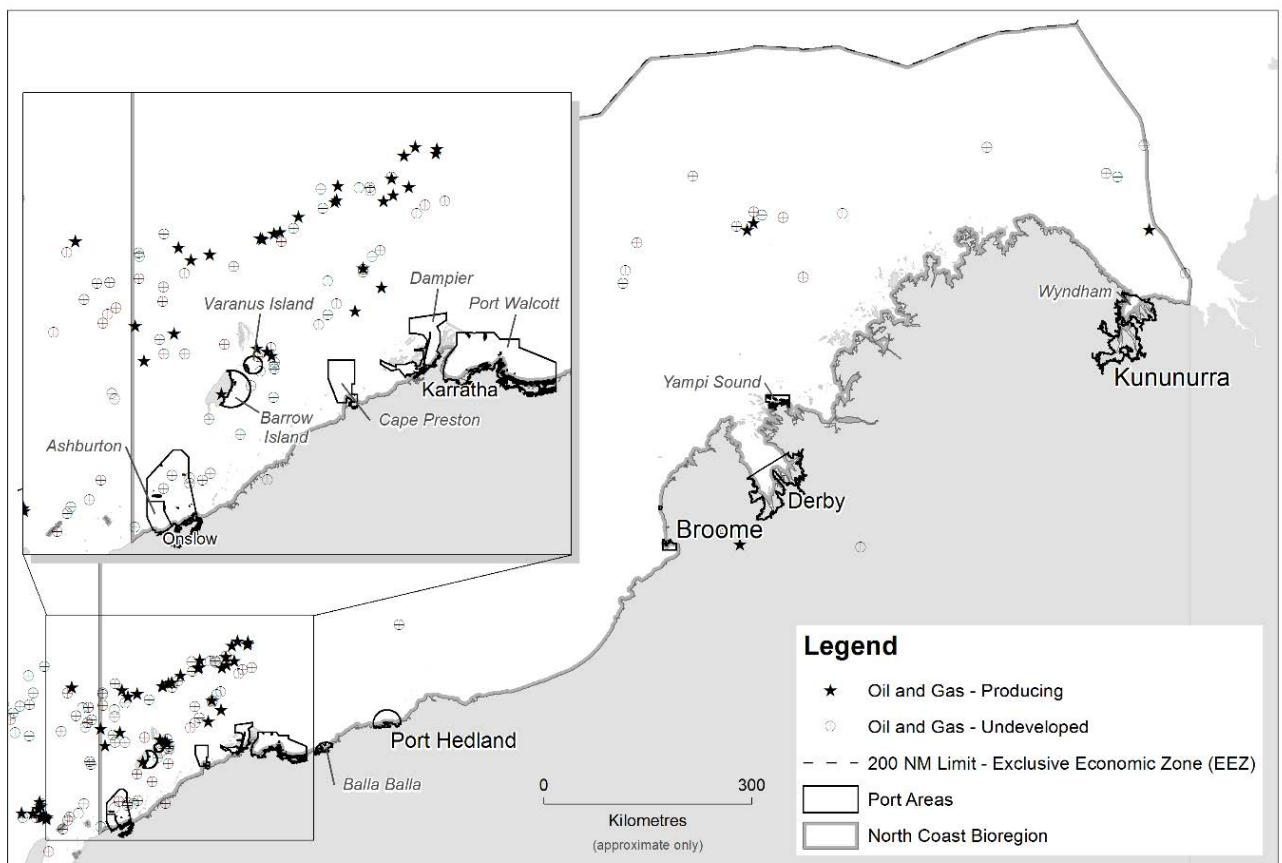 Dampier
Port Walcott
Varanus Island
Karratha
Cape Preston
Barrow
Island
Ashburton
Onslow
Wyndham
Kununurra
Yampi Sound
Derby
Broome
Port Hedland
Balla Balla
0 300
Kilometres
(approximate only)
Legend
Oil and Gas - Producing
Oil and Gas - Undeveloped
200 NM Limit - Exclusive Economic Zone (EEZ)
Port Areas
North Coast Bioregion